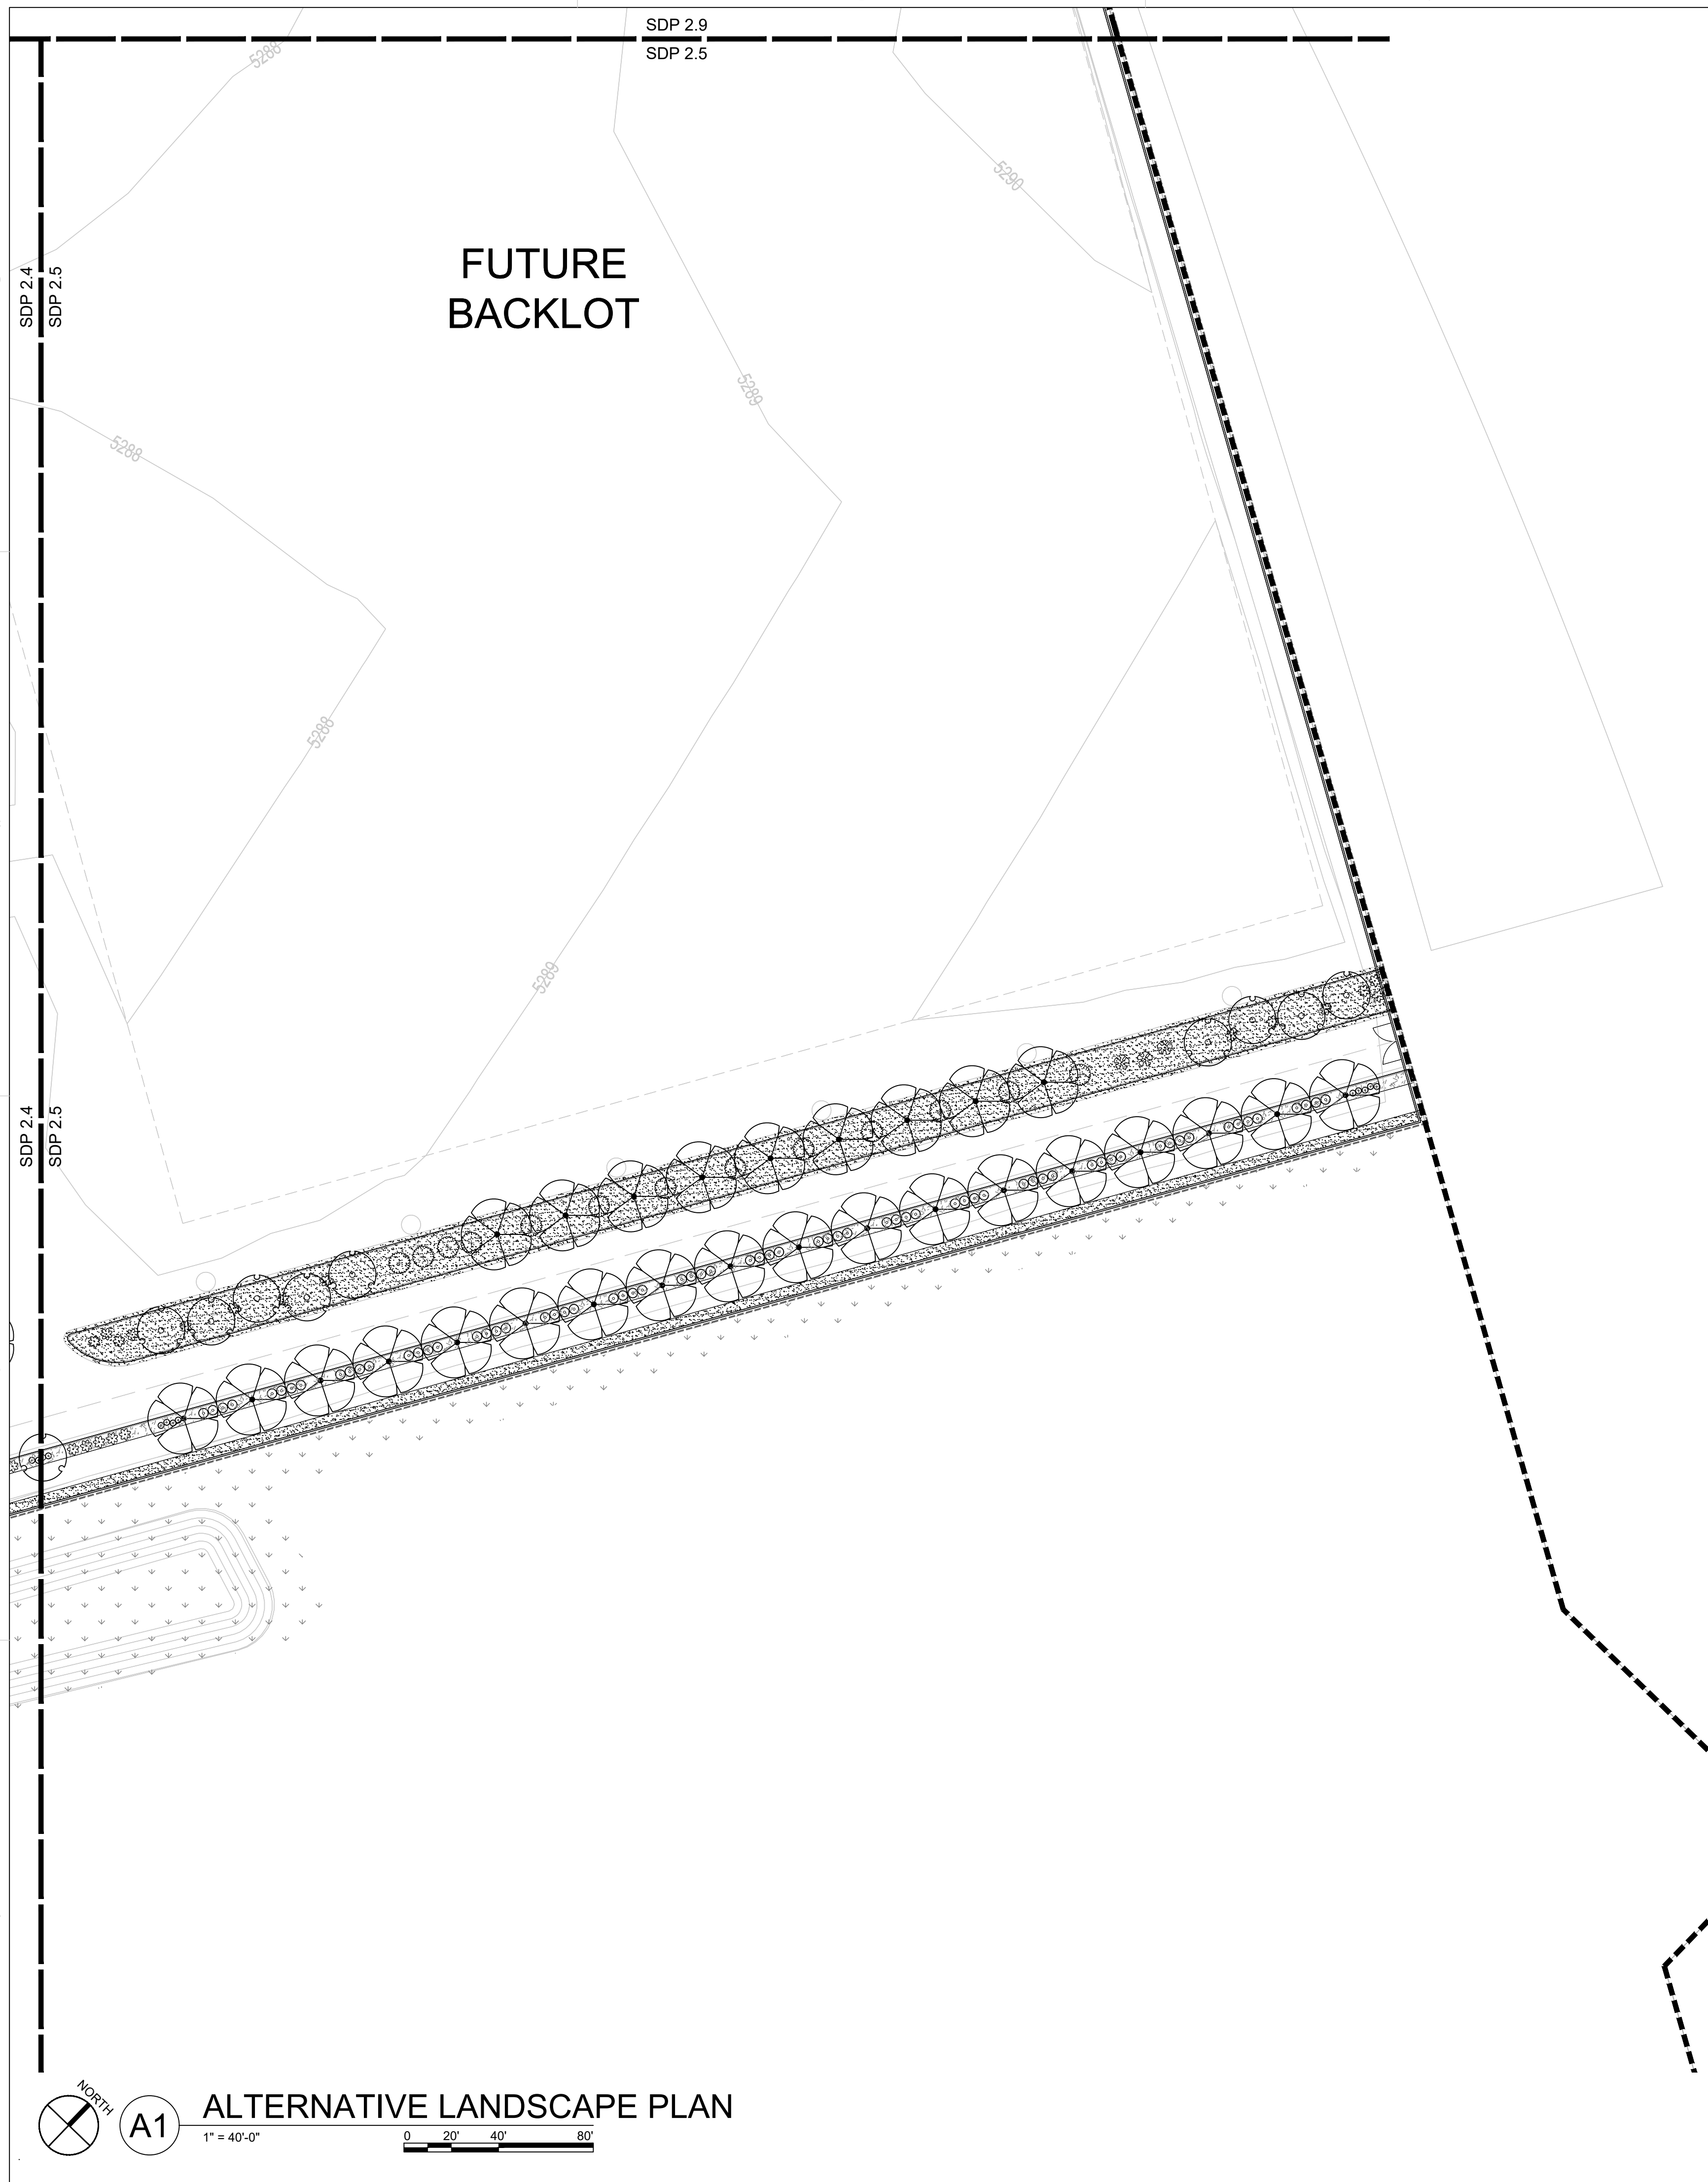 SDP 2.9
SDP 2.5
5288
5290
FUTURE
BACKLOT
SDP 2.4
SDP 2.5
5289
5288
5288
5289
SDP 2.4
SDP 2.5
NORTH
A1
ALTERNATIVE LANDSCAPE PLAN
1" = 40'-0"
0 20' 40' 80'